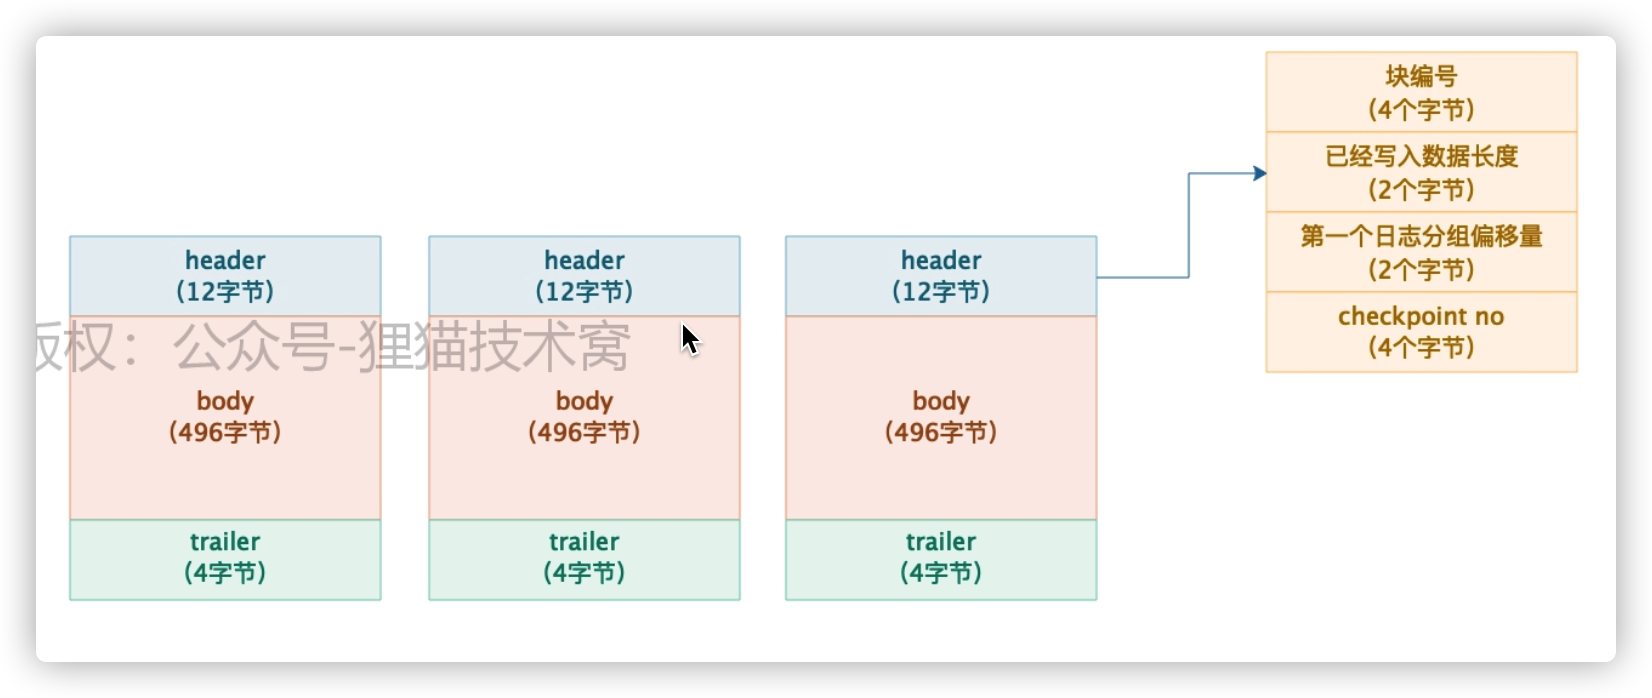 块编号
(4个字节)
已经写入数据长度
(2个字节)
第一个日志分组偏移量
(2个字节)
checkpoint no
(4个字节)
header
(12字节)
header
(12字节)
header
(12字节)
版权：公众号-狸猫技术窝
body
(496字节)
body
(496字节)
body
(496字节)
trailer
(4字节)
trailer
(4字节)
trailer
(4字节)